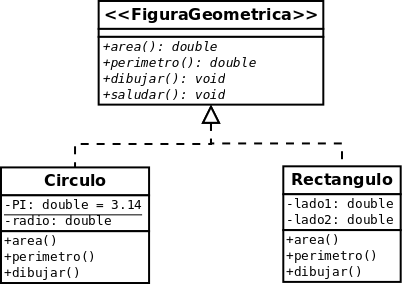 <<FiguraGeometrica>>
+area(): double
+perimetro(): double
+dibujar(): void
+saludar(): void
Circulo
-PI: double = 3.14
-radio: double
+area()
+perimetro()
+dibujar()
Rectangulo
-lado1: double
-lado2: double
+area()
+perimetro()
+dibujar()